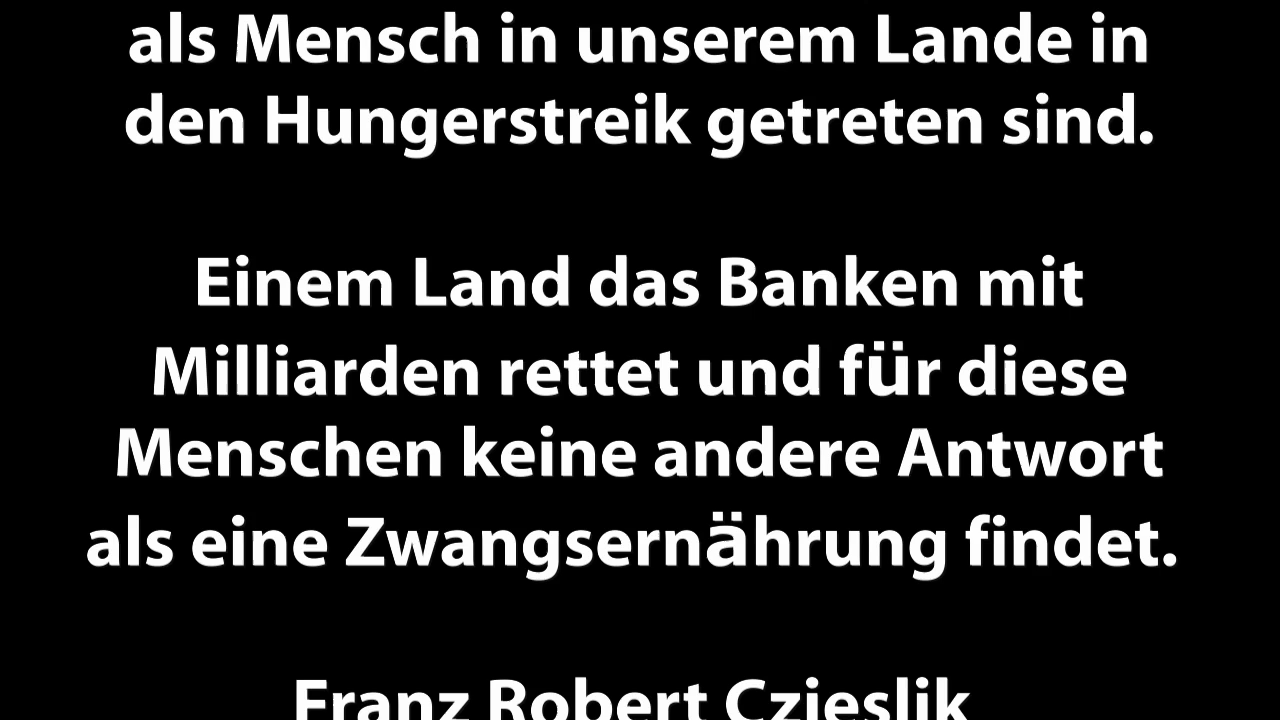 als Mensch in unserem Lande in
den Hungerstreik getreten sind.
Einem Land das Banken mit
Milliarden rettet und für diese
Menschen keine andere Antwort
als eine Zwangsernährung findet.
Franz Robert Czieslik